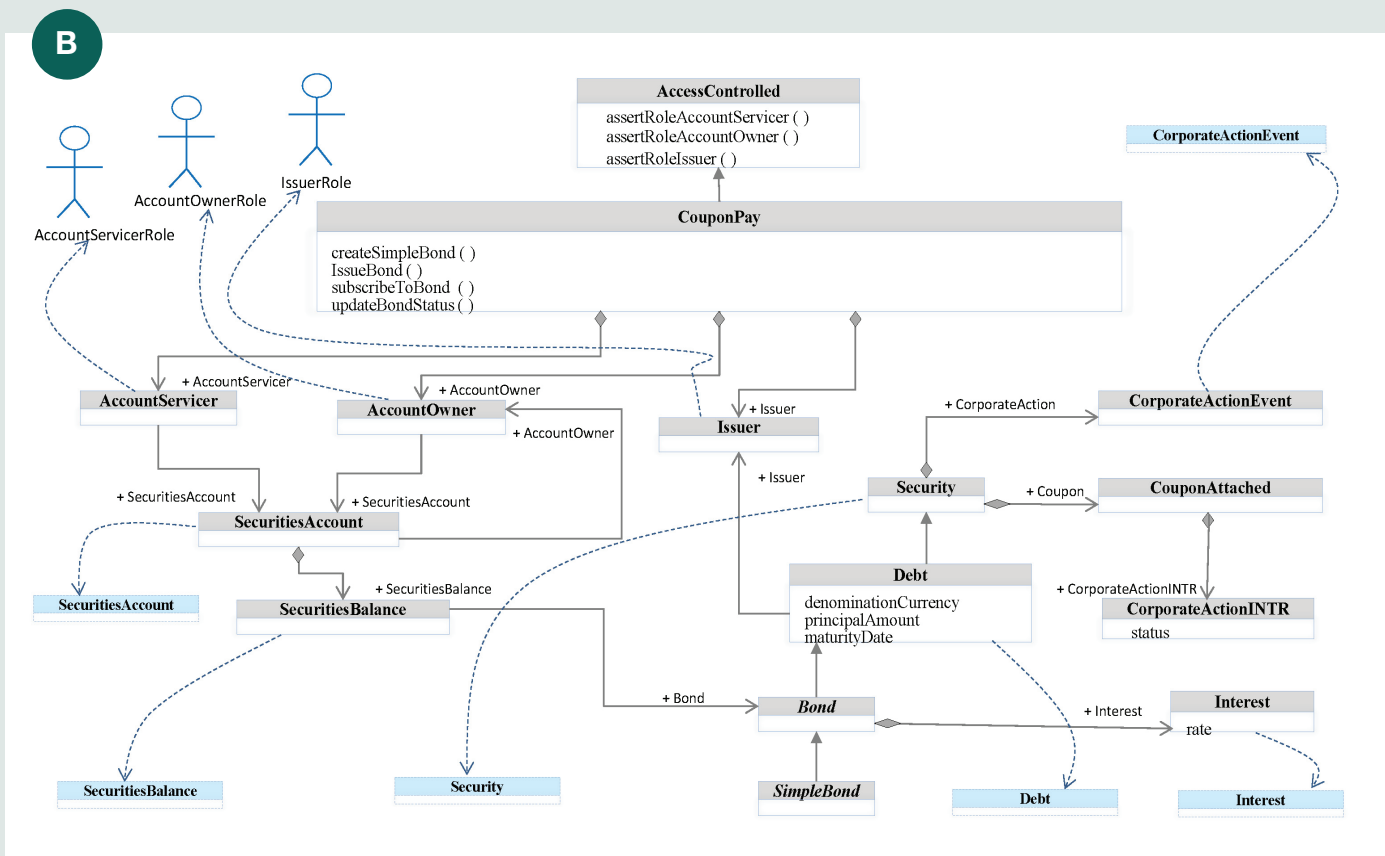 B
AccessControlled
assertRoleAccountServicer ( )
assertRoleAccountOwner ( )
assertRoleIssuer ( )
CorporateActionEvent
IssuerRole
AccountOwnerRole
AccountServicerRole
CouponPay
createSimpleBond ( )
IssueBond ( )
subscribeToBond ( )
updateBondStatus ( )
+ AccountServicer
+ AccountOwner
+ Issuer
AccountServicer
AccountOwner
+ AccountOwner
Issuer
+ CorporateAction
CorporateActionEvent
+ Issuer
Security
+ Coupon
CouponAttached
+ SecuritiesAccount
+ SecuritiesAccount
SecuritiesAccount
Debt
denominationCurrency
principalAmount
maturityDate
+ CorporateActionINTR
CorporateActionINTR
status
+ SecuritiesBalance
SecuritiesAccount
SecuritiesBalance
+ Bond
Bond
+ Interest
Interest
rate
SecuritiesBalance
Security
SimpleBond
Debt
Interest